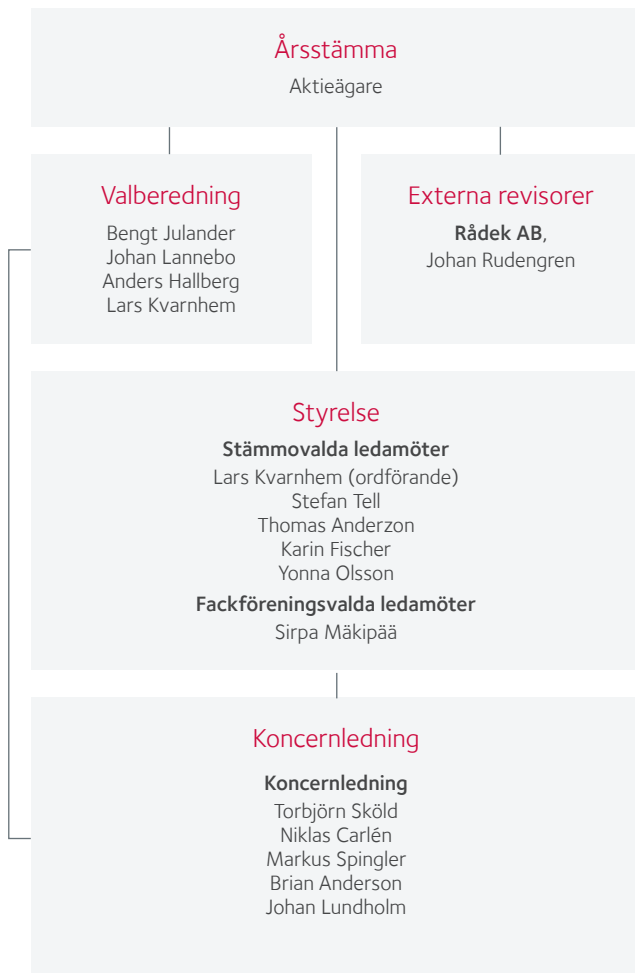 Årsstämma
Aktieägare
Valberedning
Bengt Julander
Johan Lannebo
Anders Hallberg
Lars Kvarnhem
Externa revisorer
Rådek AB,
Johan Rudengren
Styrelse
Stämmovalda ledamöter
Lars Kvarnhem (ordförande)
Stefan Tell
Thomas Anderzon
Karin Fischer
Yonna Olsson
Fackföreningsvalda ledamöter
Sirpa Mäkipää
Koncernledning
Koncernledning
Torbjörn Sköld
Niklas Carlén
Markus Spingler
Brian Anderson
Johan Lundholm